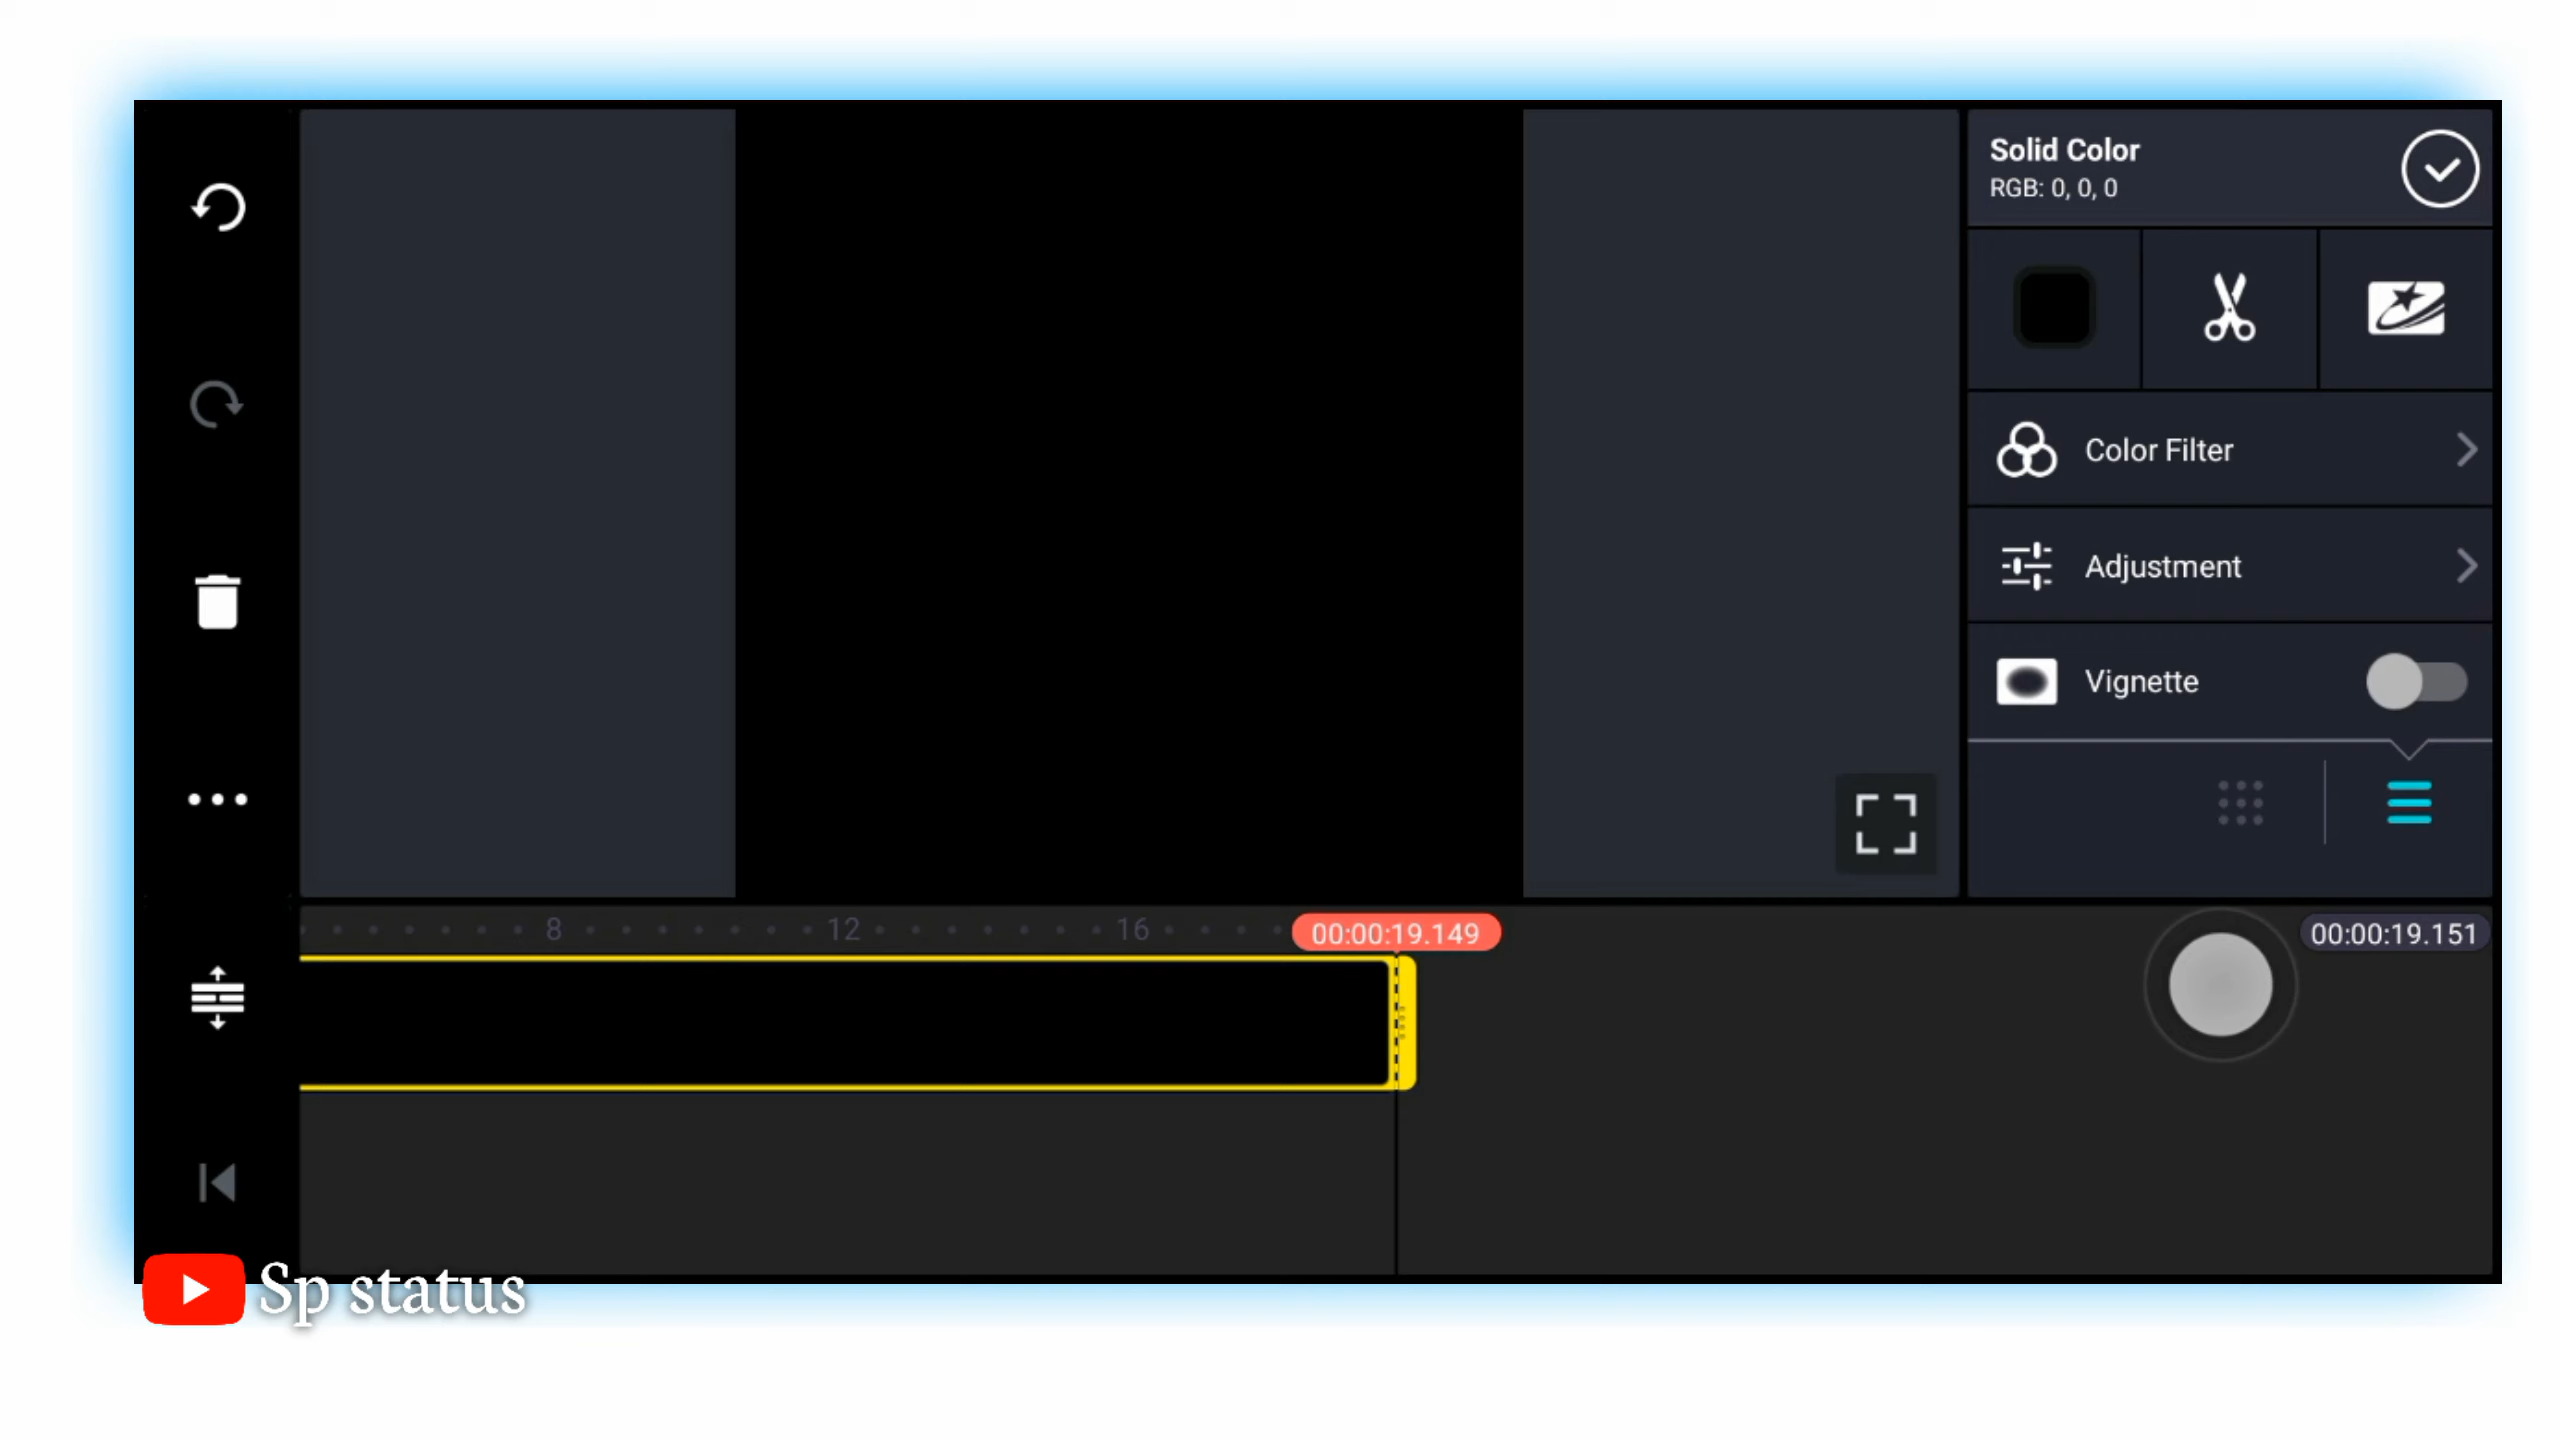 Solid Color
RGB: 0, 0, 0
Color Filter
Adjustment
Vignette
8 12 16 00:00:19.149 00:00:19.151
Sp status